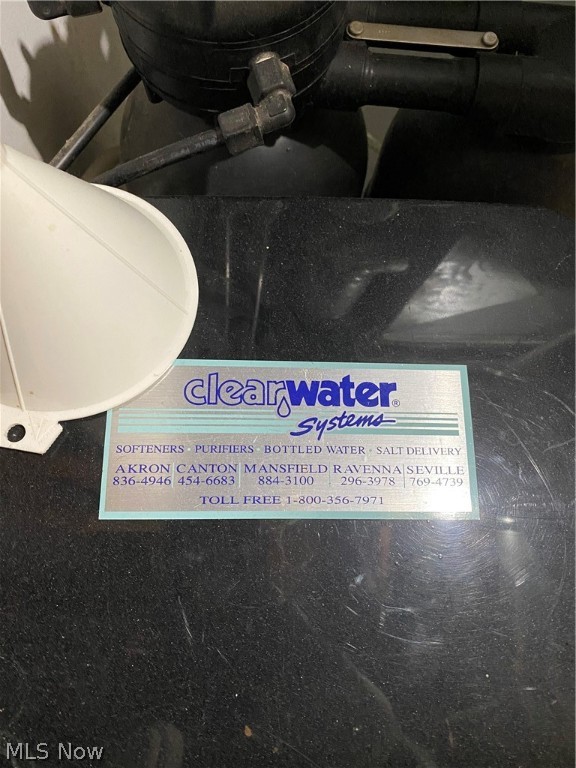 clearwater®
Systems
SOFTENERS · PURIFIERS · BOTTLED WATER · SALT DELIVERY
AKRON CANTON MANSFIELD RAVENNA SEVILLE
836-4946 454-6683 884-3100 296-3978 769-4739
TOLL FREE 1-800-356-7971
MLS Now